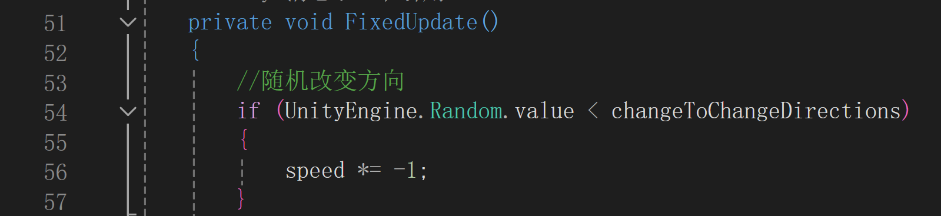 51 private void FixedUpdate()
52 {
53 //随机改变方向
54 if (UnityEngine.Random.value < changeToChangeDirections)
55 {
56 speed *= -1;
57 }